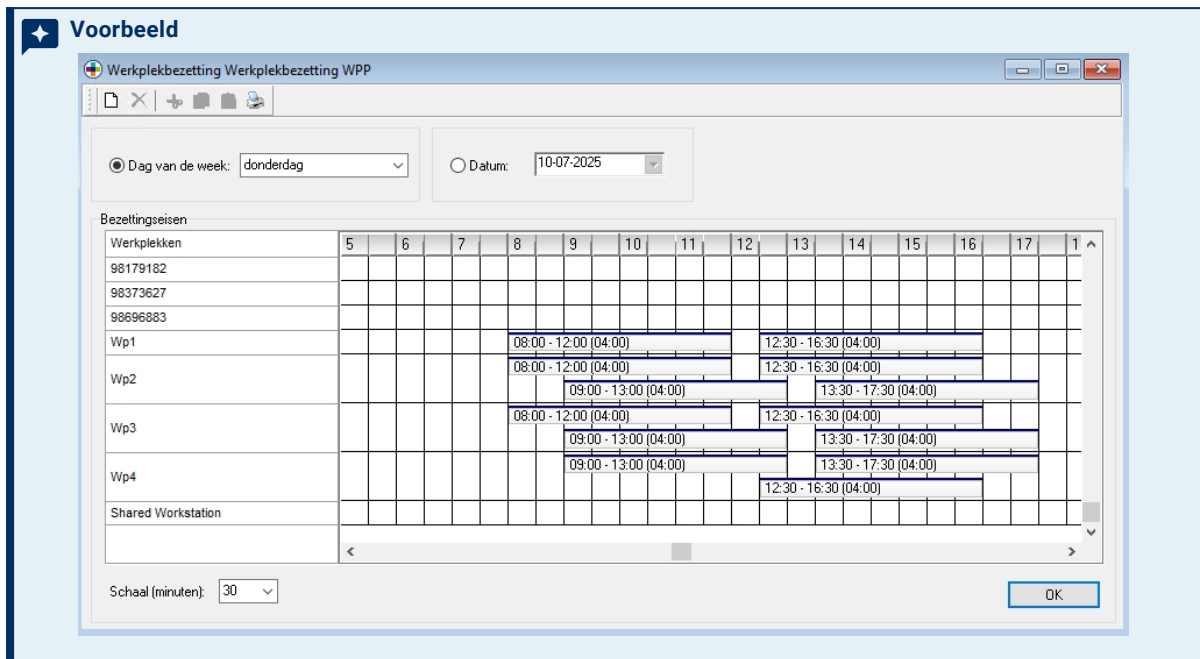 Voorbeeld
Werkplekbezetting Werkplekbezetting WPP
Dag van de week: donderdag Datum: 10-07-2025
Bezettingseisen
Werkplekken 5 6 7 8 9 10 11 12 13 14 15 16 17 1
98179182
98373627
98696883
Wp1 08:00 - 12:00 (04:00) 12:30 - 16:30 (04:00)
08:00 - 12:00 (04:00) 12:30 - 16:30 (04:00)
Wp2
09:00 - 13:00 (04:00) 13:30 - 17:30 (04:00)
08:00 - 12:00 (04:00) 12:30 - 16:30 (04:00)
Wp3
09:00 - 13:00 (04:00) 13:30 - 17:30 (04:00)
09:00 - 13:00 (04:00) 13:30 - 17:30 (04:00)
Wp4
12:30 - 16:30 (04:00)
Shared Workstation
Schaal (minuten): 30 OK